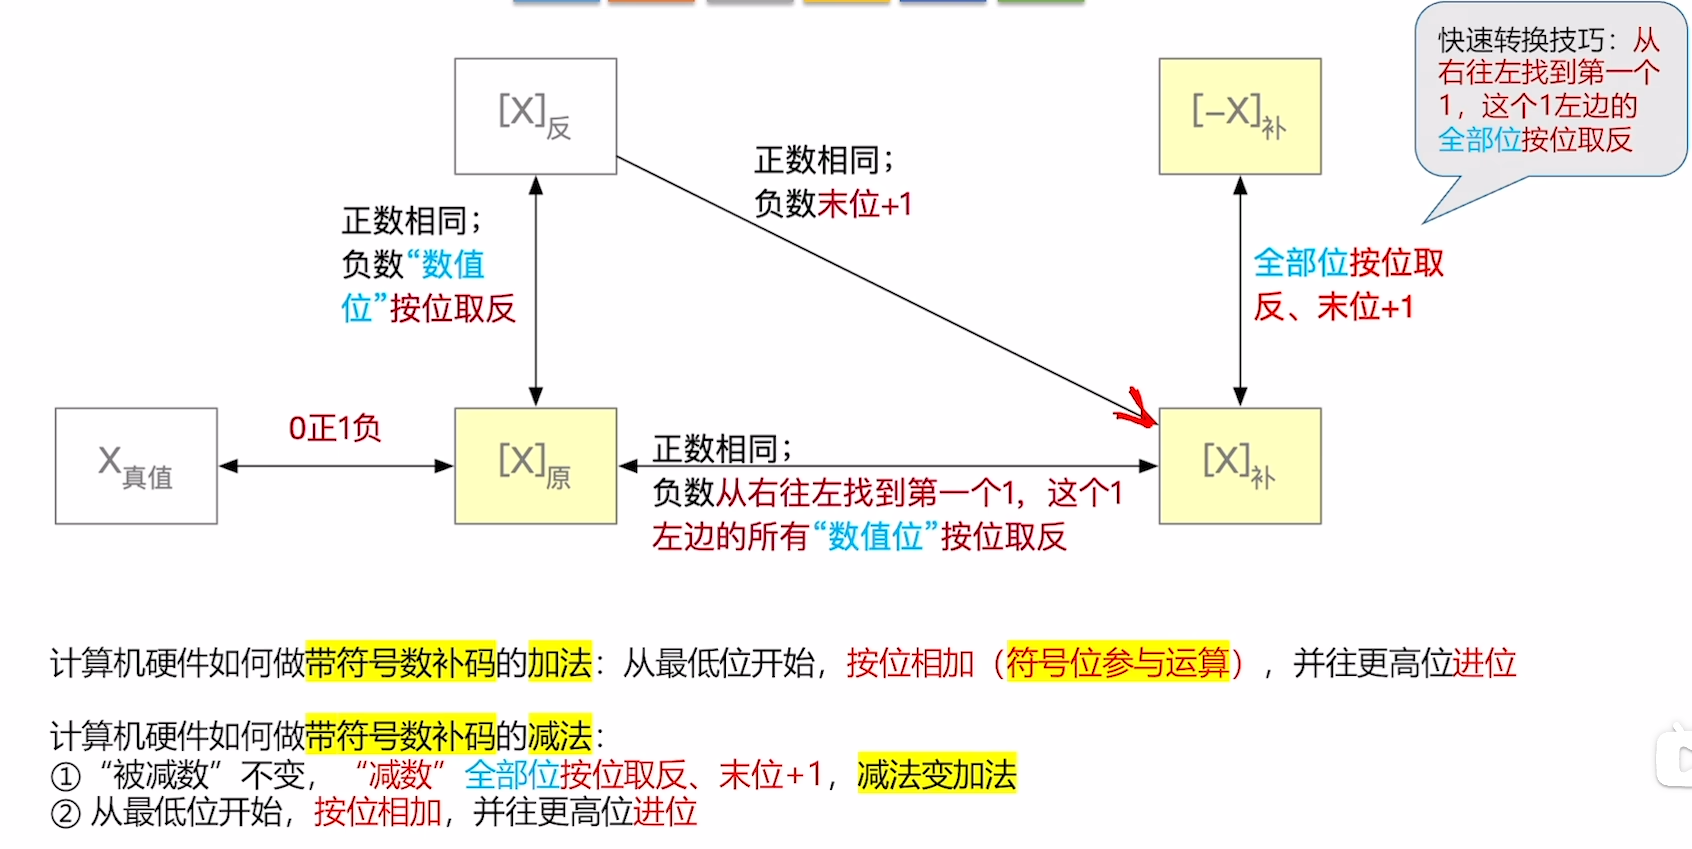 快速转换技巧：从
右往左找到第一个
1，这个1左边的
全部位按位取反
[X]反
[-X]补
正数相同；
负数末位+1
正数相同；
负数“数值
位”按位取反
全部位按位取
反、末位+1
X真值
0正1负
[X]原
正数相同；
负数从右往左找到第一个1，这个1
左边的所有“数值位”按位取反
[X]补
计算机硬件如何做带符号数补码的加法：从最低位开始，按位相加（符号位参与运算），并往更高位进位
计算机硬件如何做带符号数补码的减法：
①“被减数”不变，“减数”全部位按位取反、末位+1，减法变加法
② 从最低位开始，按位相加，并往更高位进位